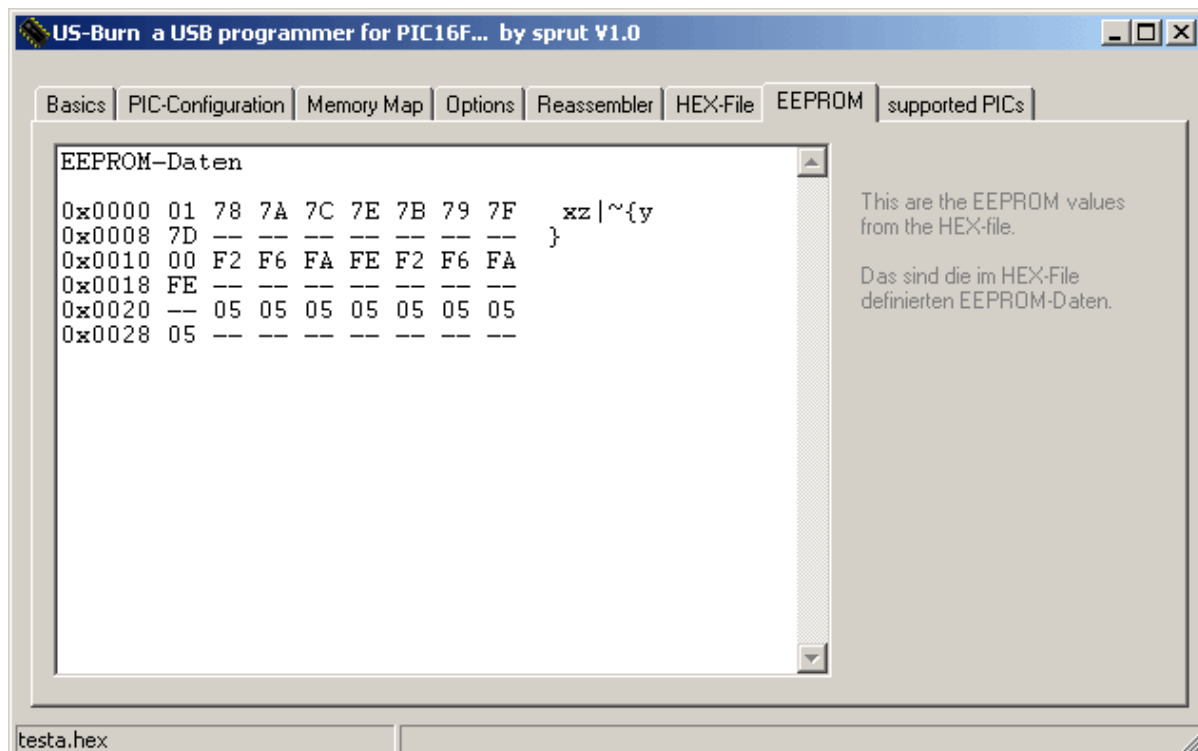 US-Burn a USB programmer for PIC16F... by sprut V1.0
Basics PIC-Configuration Memory Map Options Reassembler HEX-File EEPROM supported PICs
EEPROM-Daten
0x0000 01 78 7A 7C 7E 7B 79 7F xz|~{y
0x0008 7D -- -- -- -- -- -- -- }
0x0010 00 F2 F6 FA FE F2 F6 FA
0x0018 FE -- -- -- -- -- -- --
0x0020 -- 05 05 05 05 05 05 05
0x0028 05 -- -- -- -- -- -- --
This are the EEPROM values
from the HEX-file.
Das sind die im HEX-File
definierten EEPROM-Daten.
testa.hex